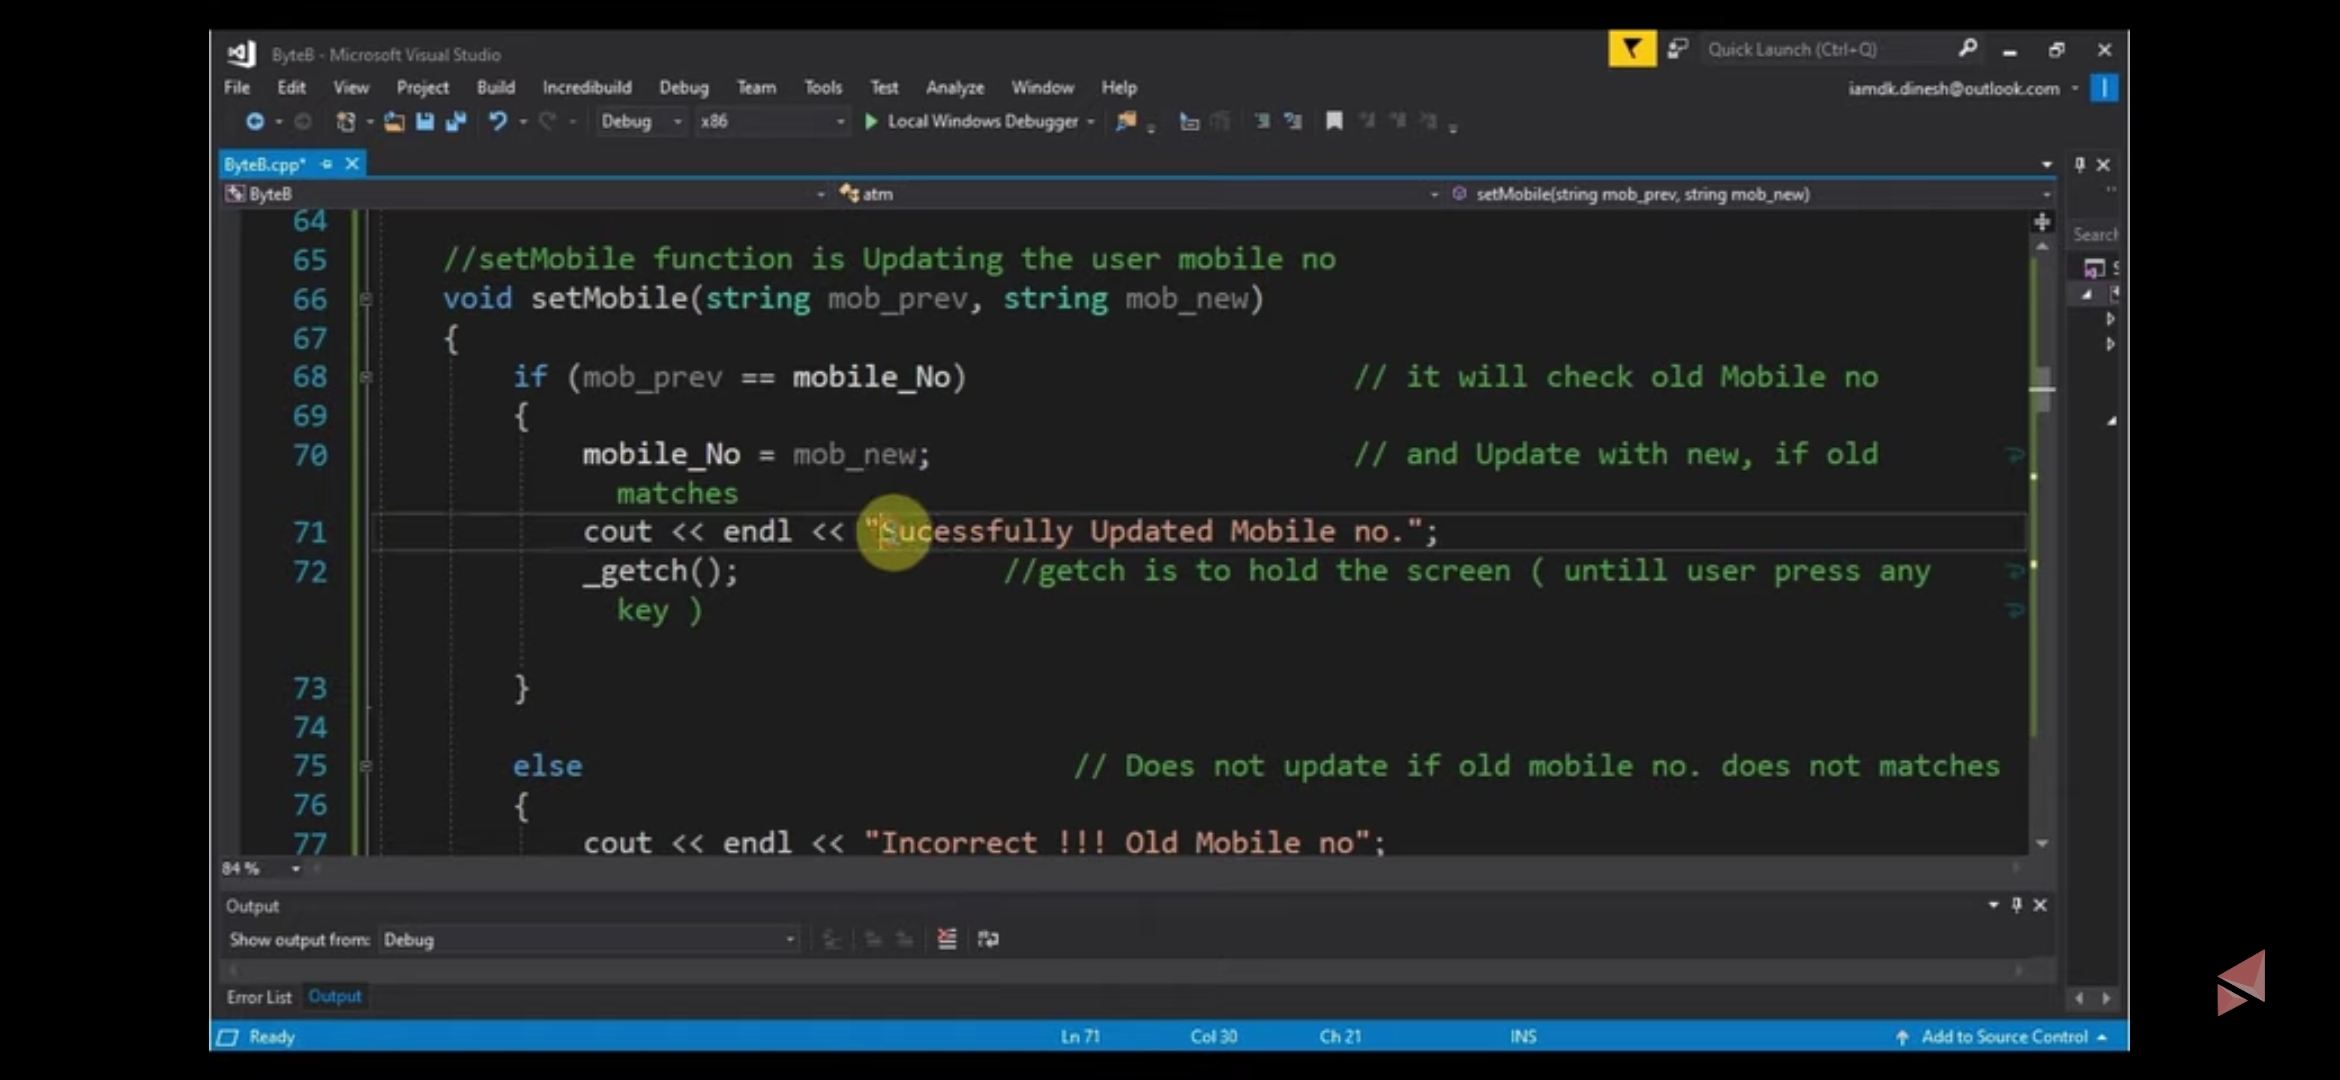 ByteB - Microsoft Visual Studio
Quick Launch (Ctrl+Q)
File Edit View Project Build Incredibuild Debug Team Tools Test Analyze Window Help
iamdk.dinesh@outlook.com
Debug x86 Local Windows Debugger
ByteB.cpp*
ByteB atm setMobile(string mob_prev, string mob_new)
Search
64
65 //setMobile function is Updating the user mobile no
66 void setMobile(string mob_prev, string mob_new)
67 {
68 if (mob_prev == mobile_No) // it will check old Mobile no
69 {
70 mobile_No = mob_new; // and Update with new, if old
matches
71 cout << endl << "Sucessfully Updated Mobile no.";
72 _getch(); //getch is to hold the screen ( untill user press any
key )
73 }
74
75 else // Does not update if old mobile no. does not matches
76 {
77 cout << endl << "Incorrect !!! Old Mobile no";
84 %
Output
Show output from: Debug
Error List Output
Ready Ln 71 Col 30 Ch 21 INS Add to Source Control